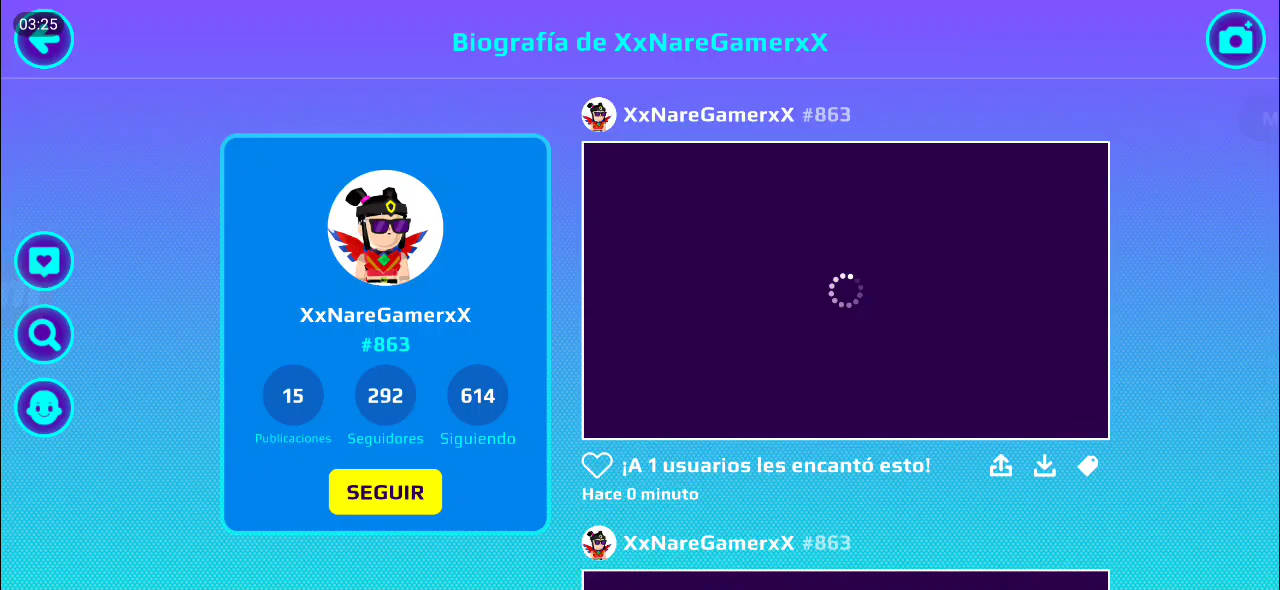 03:25
Biografía de XxNareGamerxX
XxNareGamerxX #863
XxNareGamerxX
#863
15
292
614
Publicaciones
Seguidores
Siguiendo
SEGUIR
¡A 1 usuarios les encantó esto!
Hace 0 minuto
XxNareGamerxX #863